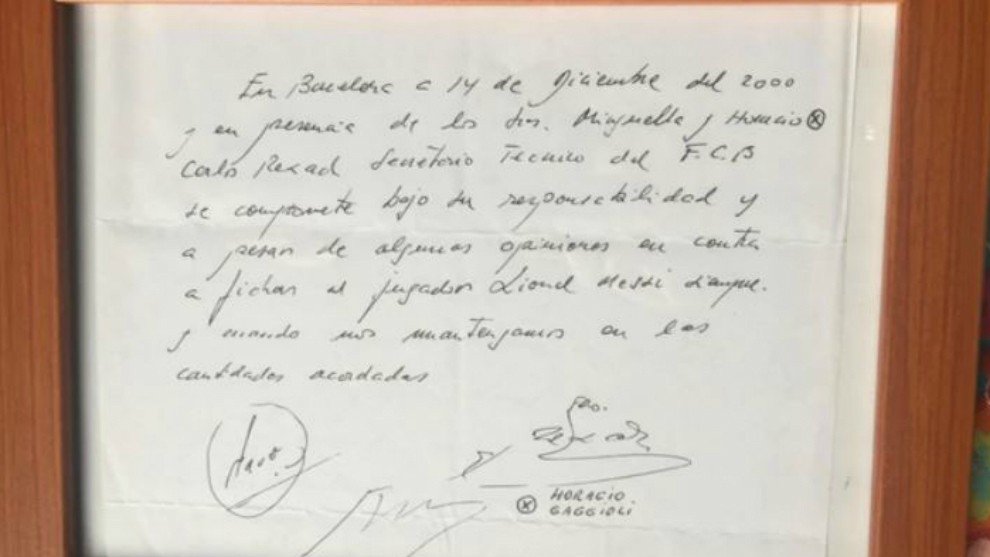 En Barcelona a 14 de Diciembre del 2000
y en presencia de los Sres. Minguella y Horacio ⓧ
Carlos Rexach Secretario Tecnico del F.C.B
se compromete bajo su responsabilidad y
a pesar de algunas opiniones en contra
a fichar al jugador Lionel Messi siempre
y cuando nos mantengamos en las
cantidades acordadas
ⓧ HORACIO
GAGGIOLI